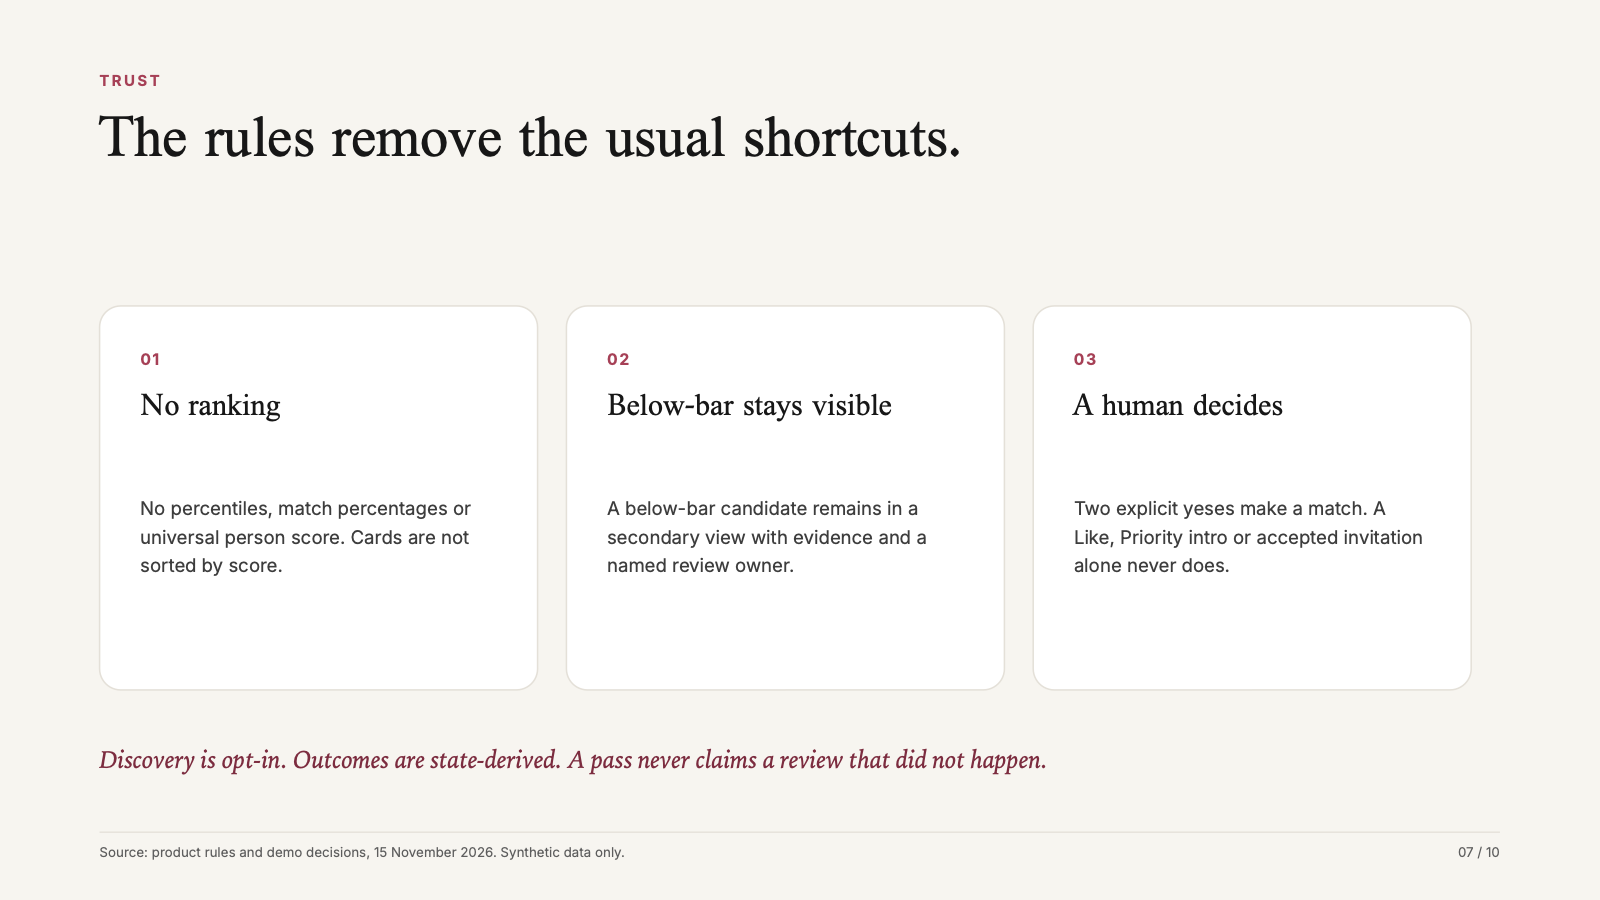 TRUST
The rules remove the usual shortcuts.
01
No ranking
No percentiles, match percentages or
universal person score. Cards are not
sorted by score.
02
Below-bar stays visible
A below-bar candidate remains in a
secondary view with evidence and a
named review owner.
03
A human decides
Two explicit yeses make a match. A
Like, Priority intro or accepted invitation
alone never does.
Discovery is opt-in. Outcomes are state-derived. A pass never claims a review that did not happen.
Source: product rules and demo decisions, 15 November 2026. Synthetic data only.
07 / 10